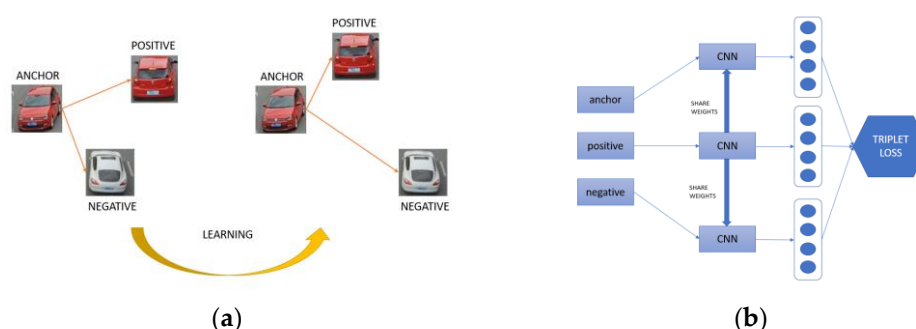 POSITIVE
ANCHOR
NEGATIVE
POSITIVE
ANCHOR
NEGATIVE
LEARNING
(a)
anchor
positive
negative
CNN
SHARE
WEIGHTS
CNN
SHARE
WEIGHTS
CNN
TRIPLET
LOSS
(b)